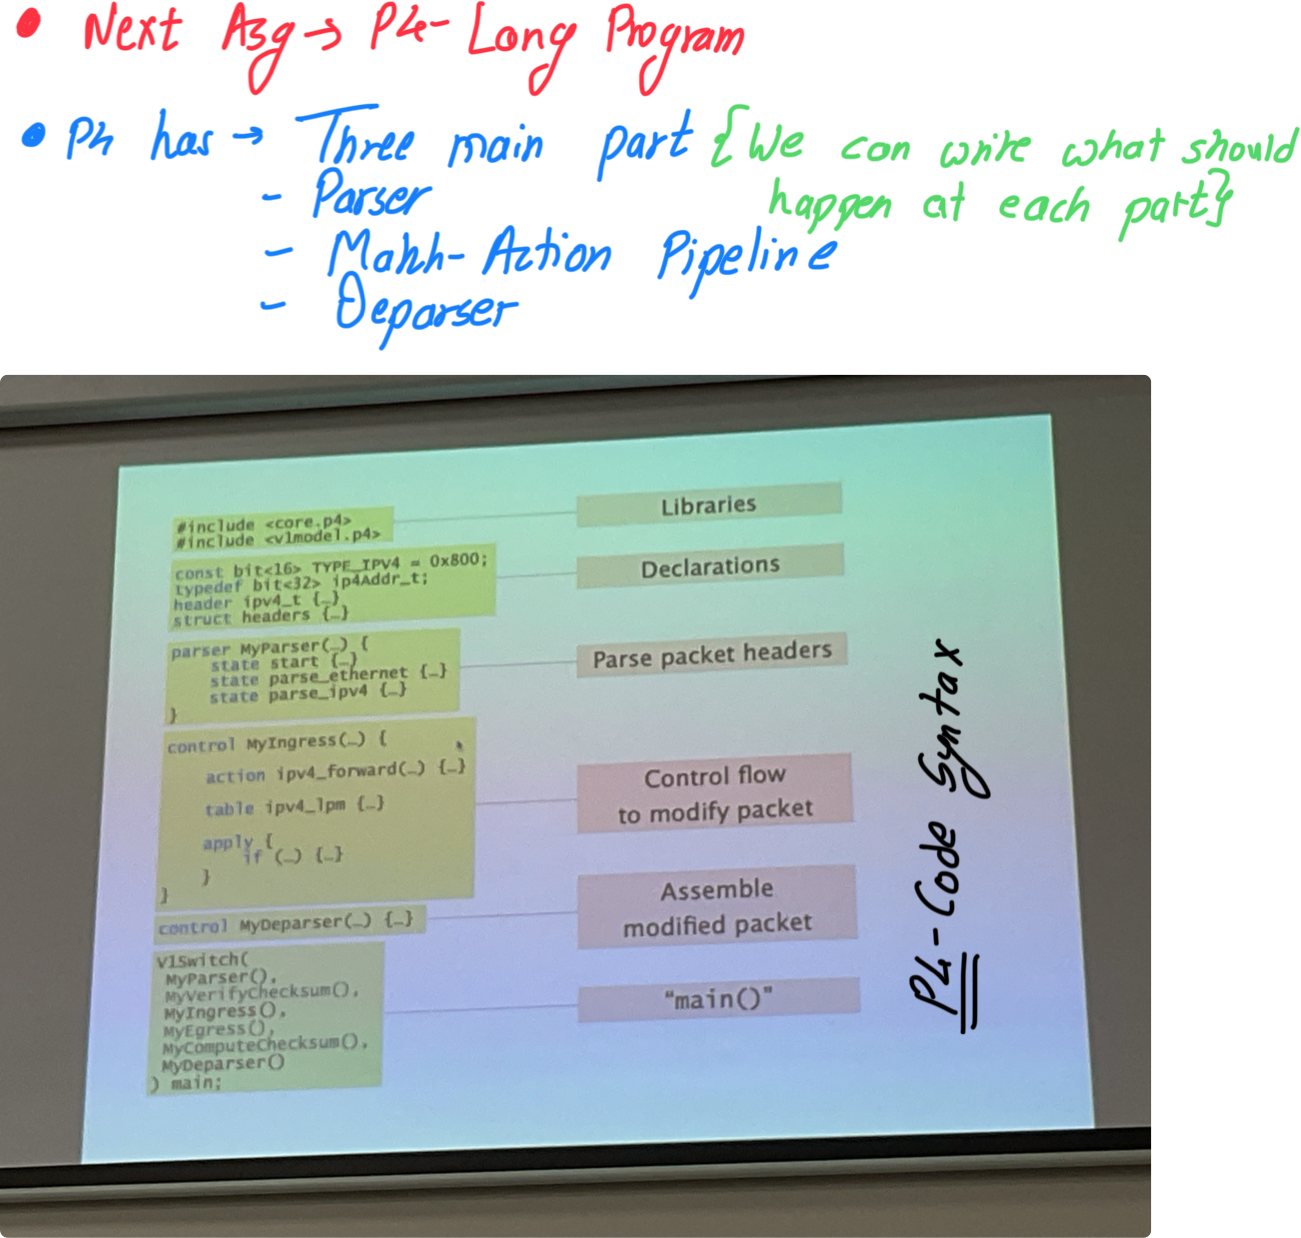 • Next Asg → P4- Long Program
• P4 has → Three main part {We can write what should happen at each part}
- Parser
- Match-Action Pipeline
- Deparser
#include <core.p4>
#include <v1model.p4>
Libraries
const bit<16> TYPE_IPV4 = 0x800;
typedef bit<32> ip4Addr_t;
header ipv4_t {…}
struct headers {…}
Declarations
parser MyParser(…) {
state start {…}
state parse_ethernet {…}
state parse_ipv4 {…}
}
Parse packet headers
control MyIngress(…) {
action ipv4_forward(…) {…}
table ipv4_lpm {…}
apply {
if (…) {…}
}
}
Control flow
to modify packet
control MyDeparser(…) {…}
Assemble
modified packet
V1Switch(
MyParser(),
MyVerifyChecksum(),
MyIngress(),
MyEgress(),
MyComputeChecksum(),
MyDeparser()
) main;
"main()"
P4-Code Syntax